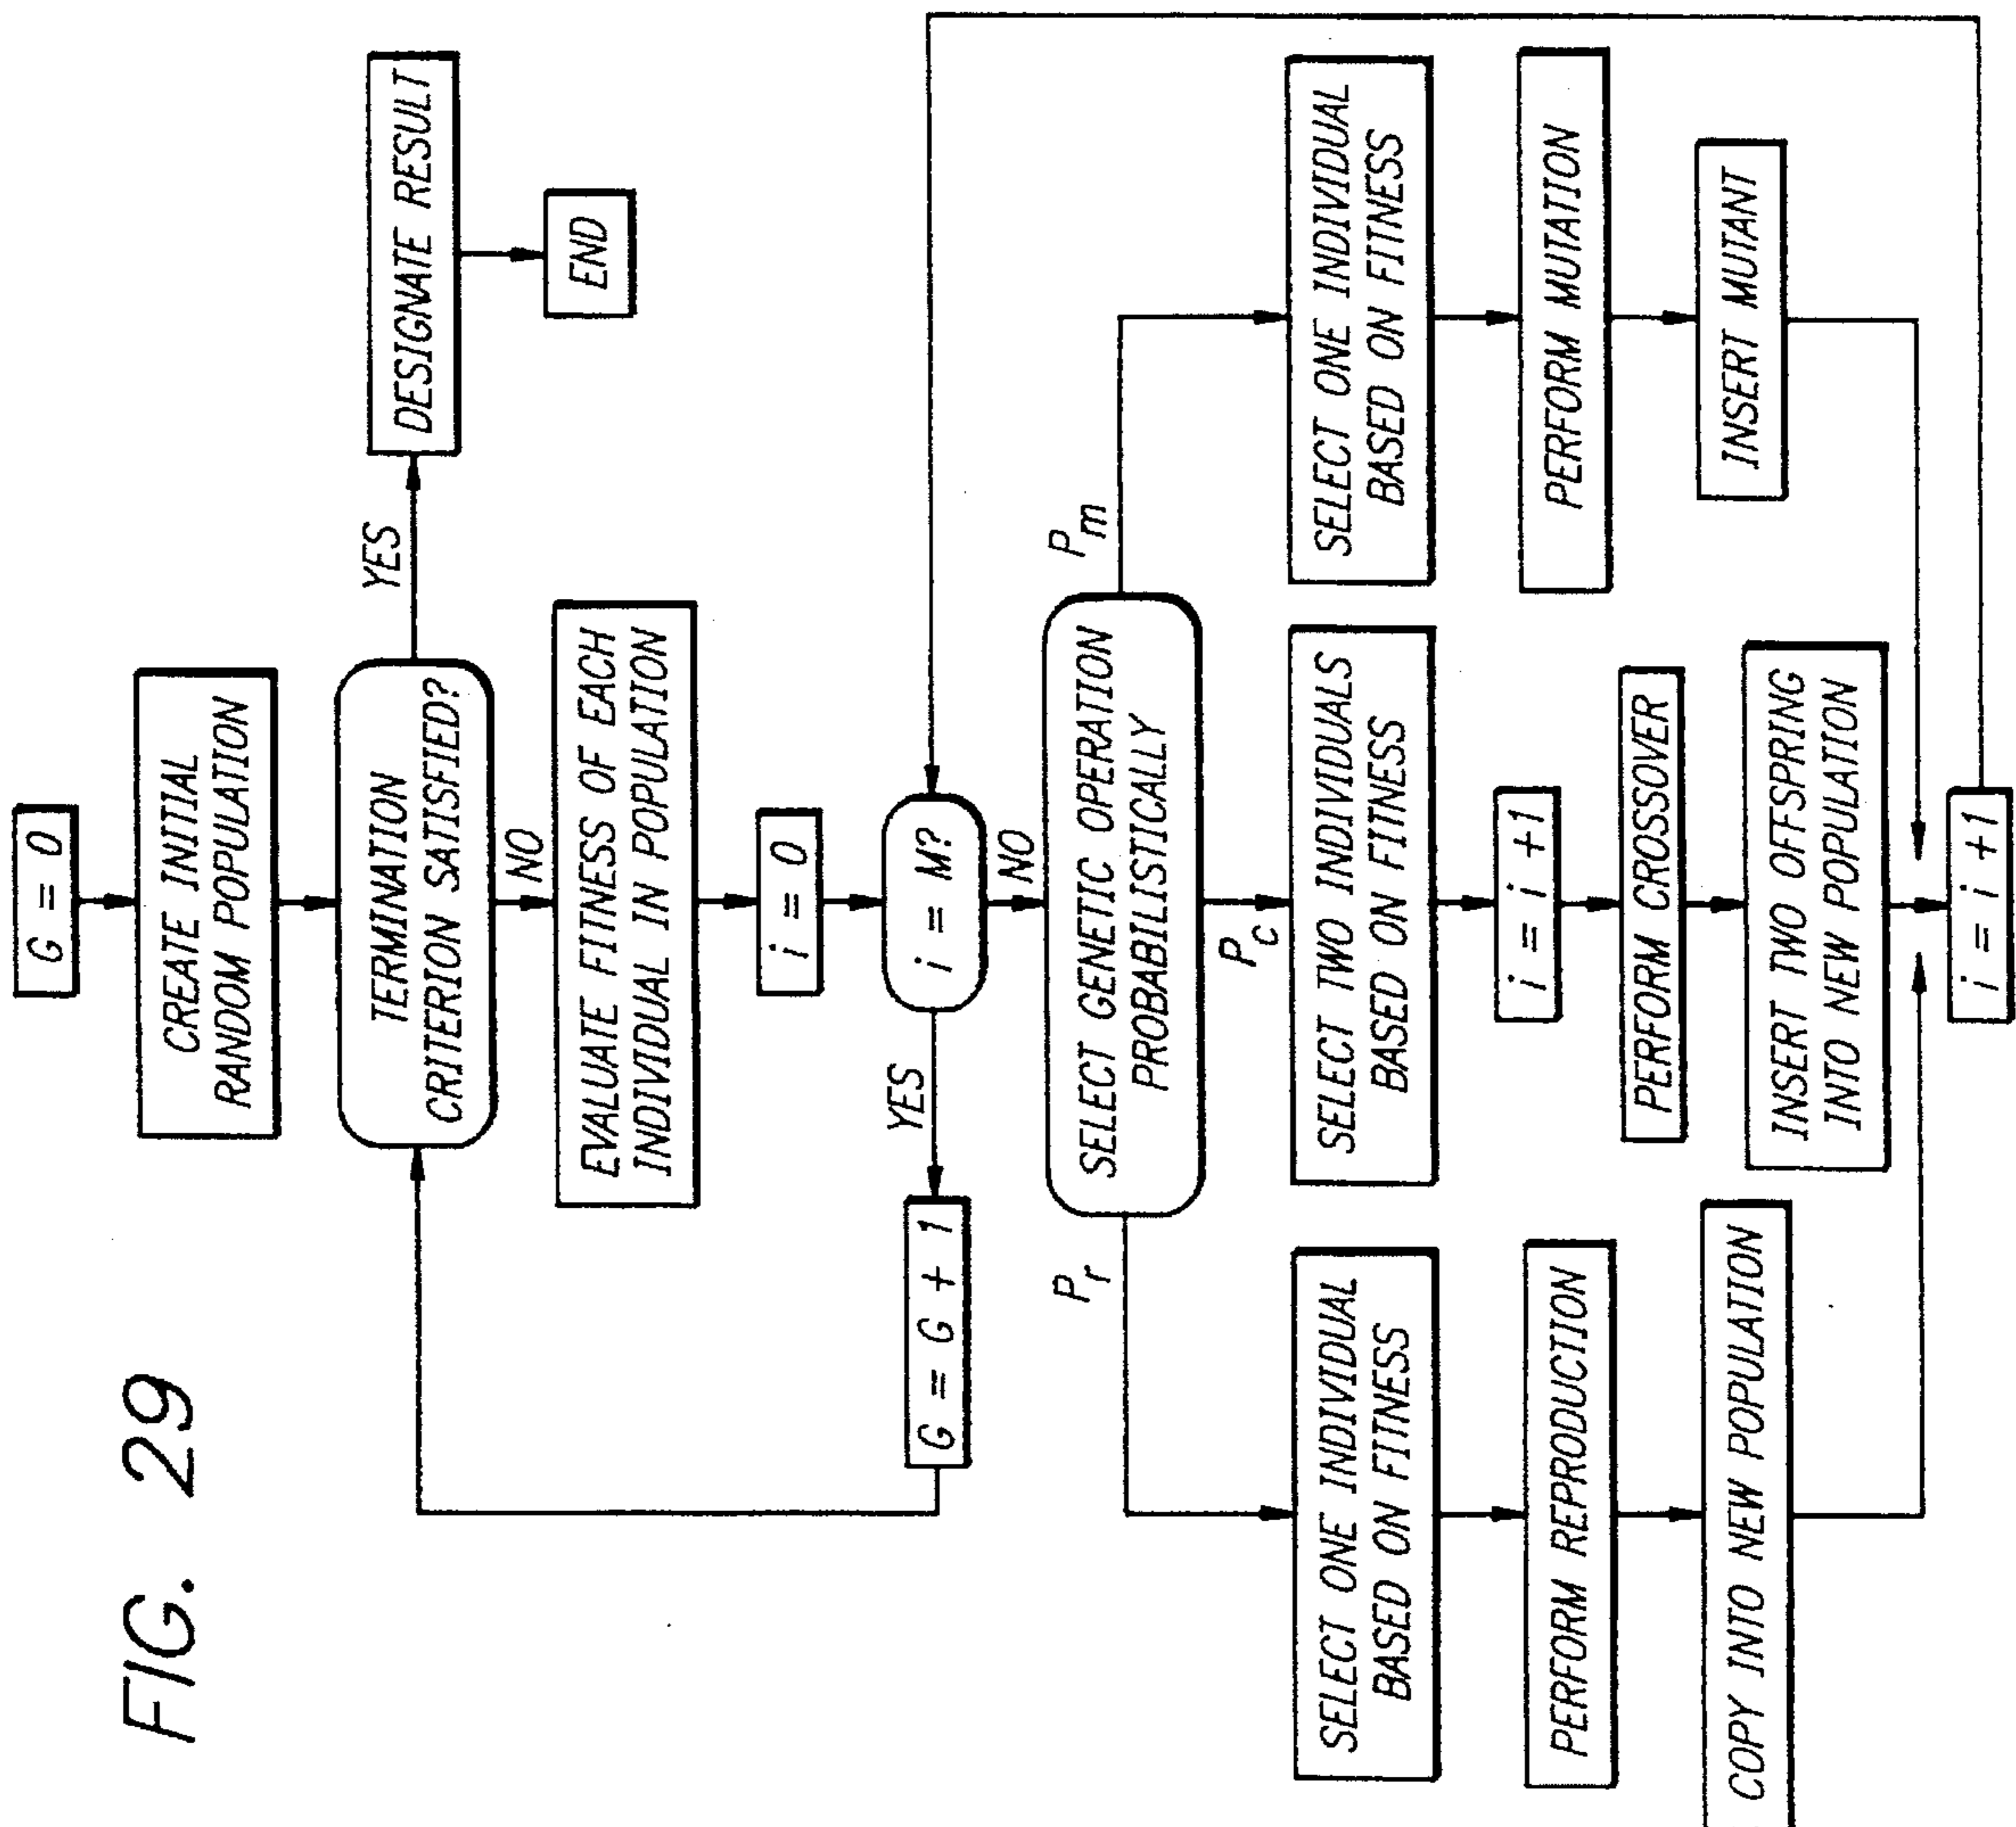 FIG. 29
G = 0
CREATE INITIAL
RANDOM POPULATION
TERMINATION
CRITERION SATISFIED?
YES
DESIGNATE RESULT
END
NO
EVALUATE FITNESS OF EACH
INDIVIDUAL IN POPULATION
i = 0
i = M?
YES
G = G + 1
NO
SELECT GENETIC OPERATION
PROBABILISTICALLY
Pr
SELECT ONE INDIVIDUAL
BASED ON FITNESS
PERFORM REPRODUCTION
COPY INTO NEW POPULATION
Pc
SELECT TWO INDIVIDUALS
BASED ON FITNESS
i = i +1
PERFORM CROSSOVER
INSERT TWO OFFSPRING
INTO NEW POPULATION
Pm
SELECT ONE INDIVIDUAL
BASED ON FITNESS
PERFORM MUTATION
INSERT MUTANT
i = i +1